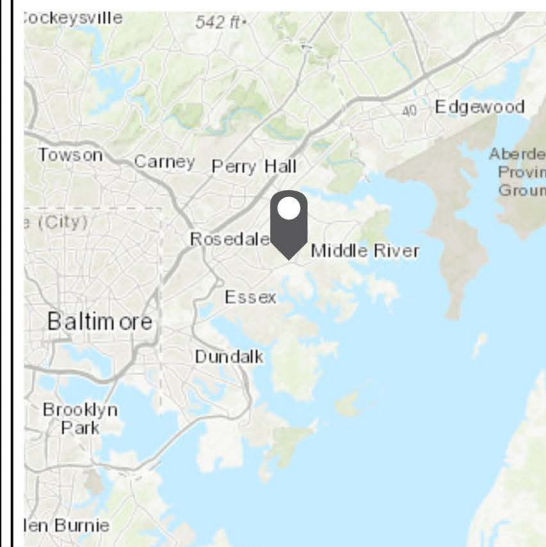 Cockeysville
542 ft
40
Edgewood
Towson
Carney
Perry Hall
Aberde
Provin
Groun
e (City)
Rosedale
Middle River
Essex
Baltimore
Dundalk
Brooklyn
Park
len Burnie